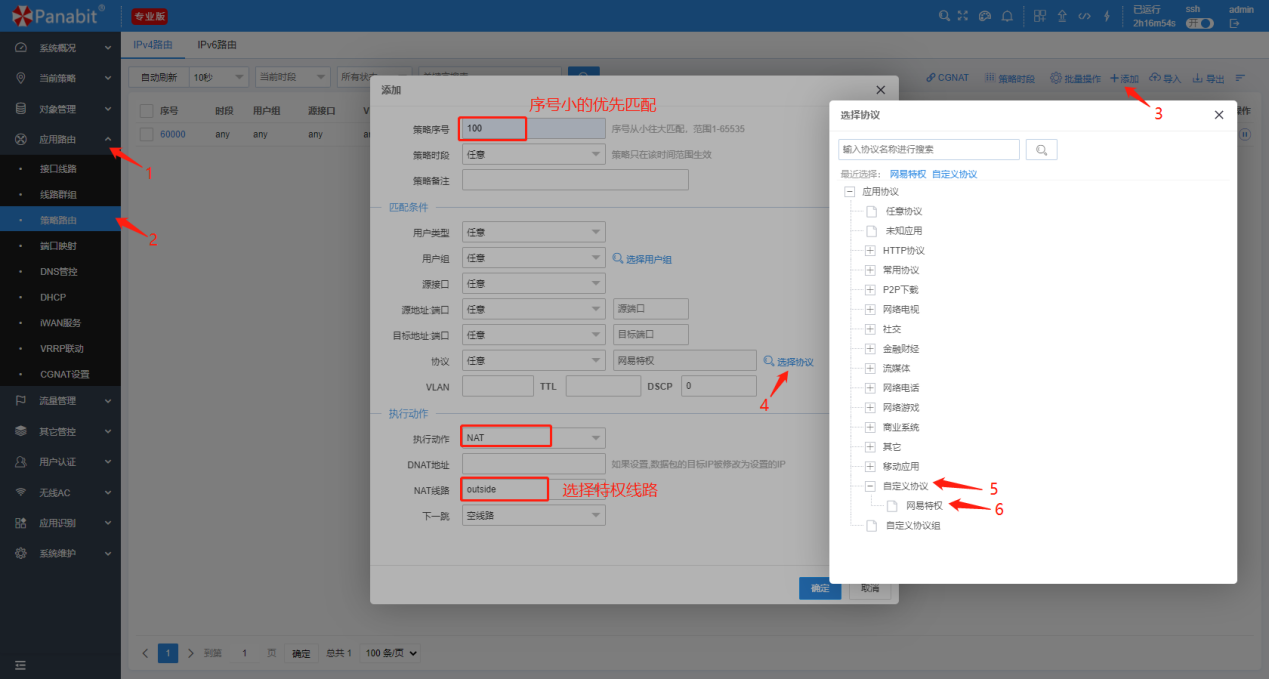 Panabit® 专业版 已运行 ssh admin
2h16m54s 开
系统概况
当前策略
对象管理
应用路由
接口线路
线路群组
策略路由
端口映射
DNS管控
DHCP
iWAN服务
VRRP联动
CGNAT设置
流量管理
其它管控
用户认证
无线AC
应用识别
系统维护
1
2
IPv4路由 IPv6路由
自动刷新 10秒 当前时段
CGNAT 策略时段 批量操作 添加 导入 导出
3
序号 时段 用户组 源接口
60000 any any any
添加
序号小的优先匹配
策略序号 100 序号从小往大匹配，范围1-65535
策略时段 任意 策略只在该时间范围生效
策略备注
匹配条件
用户类型 任意
用户组 任意 选择用户组
源接口 任意
源地址:端口 任意 源端口
目标地址:端口 任意 目标端口
协议 任意 网易特权 选择协议
VLAN TTL DSCP 0
4
执行动作
执行动作 NAT
DNAT地址 如果设置,数据包的目标IP被修改为设置的IP
NAT线路 outside 选择特权线路
下一跳 空线路
确定 取消
选择协议
输入协议名称进行搜索
最近选择： 网易特权 自定义协议
应用协议
任意协议
未知应用
HTTP协议
常用协议
P2P下载
网络电视
社交
金融财经
流媒体
网络电话
网络游戏
商业系统
其它
移动应用
自定义协议 5
网易特权 6
自定义协议组
1 到第 1 页 确定 总共 1 100 条/页